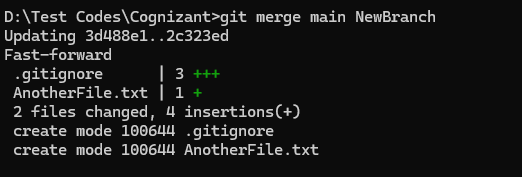 D:\Test Codes\Cognizant>git merge main NewBranch
Updating 3d488e1..2c323ed
Fast-forward
 .gitignore      | 3 +++
 AnotherFile.txt | 1 +
 2 files changed, 4 insertions(+)
 create mode 100644 .gitignore
 create mode 100644 AnotherFile.txt